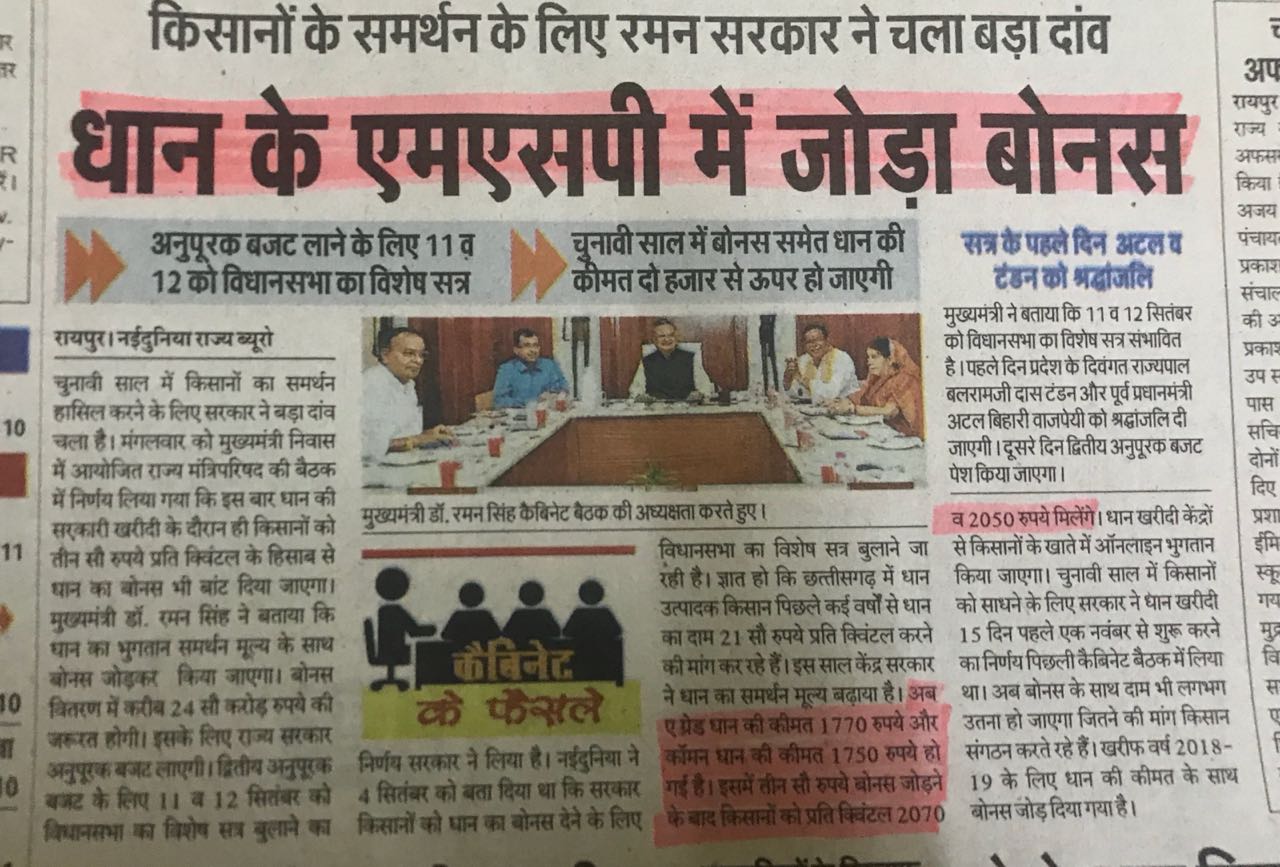 किसानों के समर्थन के लिए रमन सरकार ने चला बड़ा दांव
धान के एमएसपी में जोड़ा बोनस
अनुपूरक बजट लाने के लिए 11 व
12 को विधानसभा का विशेष सत्र
चुनावी साल में बोनस समेत धान की
कीमत दो हजार से ऊपर हो जाएगी
रायपुर। नईदुनिया राज्य ब्यूरो
चुनावी साल में किसानों का समर्थन
हासिल करने के लिए सरकार ने बड़ा दांव
चला है। मंगलवार को मुख्यमंत्री निवास
में आयोजित राज्य मंत्रिपरिषद की बैठक
में निर्णय लिया गया कि इस बार धान की
सरकारी खरीदी के दौरान ही किसानों को
तीन सौ रुपये प्रति क्विंटल के हिसाब से
धान का बोनस भी बांट दिया जाएगा।
मुख्यमंत्री डॉ. रमन सिंह ने बताया कि
धान का भुगतान समर्थन मूल्य के साथ
बोनस जोड़कर किया जाएगा। बोनस
वितरण में करीब 24 सौ करोड़ रुपये की
जरूरत होगी। इसके लिए राज्य सरकार
अनुपूरक बजट लाएगी। द्वितीय अनुपूरक
बजट के लिए 11 व 12 सितंबर को
विधानसभा का विशेष सत्र बुलाने का
मुख्यमंत्री डॉ. रमन सिंह कैबिनेट बैठक की अध्यक्षता करते हुए।
कैबिनेट
के फैसले
निर्णय सरकार ने लिया है। नईदुनिया ने
4 सितंबर को बता दिया था कि सरकार
किसानों को धान का बोनस देने के लिए
विधानसभा का विशेष सत्र बुलाने जा
रही है। ज्ञात हो कि छत्तीसगढ़ में धान
उत्पादक किसान पिछले कई वर्षों से धान
का दाम 21 सौ रुपये प्रति क्विंटल करने
की मांग कर रहे हैं। इस साल केंद्र सरकार
ने धान का समर्थन मूल्य बढ़ाया है। अब
ए ग्रेड धान की कीमत 1770 रुपये और
कॉमन धान की कीमत 1750 रुपये हो
गई है। इसमें तीन सौ रुपये बोनस जोड़ने
के बाद किसानों को प्रति क्विंटल 2070
सत्र के पहले दिन अटल व
टंडन को श्रद्धांजलि
मुख्यमंत्री ने बताया कि 11 व 12 सितंबर
को विधानसभा का विशेष सत्र संभावित
है। पहले दिन प्रदेश के दिवंगत राज्यपाल
बलरामजी दास टंडन और पूर्व प्रधानमंत्री
अटल बिहारी वाजपेयी को श्रद्धांजलि दी
जाएगी। दूसरे दिन द्वितीय अनुपूरक बजट
पेश किया जाएगा।
व 2050 रुपये मिलेंगे। धान खरीदी केंद्रों
से किसानों के खाते में ऑनलाइन भुगतान
किया जाएगा। चुनावी साल में किसानों
को साधने के लिए सरकार ने धान खरीदी
15 दिन पहले एक नवंबर से शुरू करने
का निर्णय पिछली कैबिनेट बैठक में लिया
था। अब बोनस के साथ दाम भी लगभग
उतना हो जाएगा जितने की मांग किसान
संगठन करते रहे हैं। खरीफ वर्ष 2018-
19 के लिए धान की कीमत के साथ
बोनस जोड़ दिया गया है।
10
11
10
10
रायपुर
राज्य
किया
अजय
की
उप
पास
दोनों
दिए